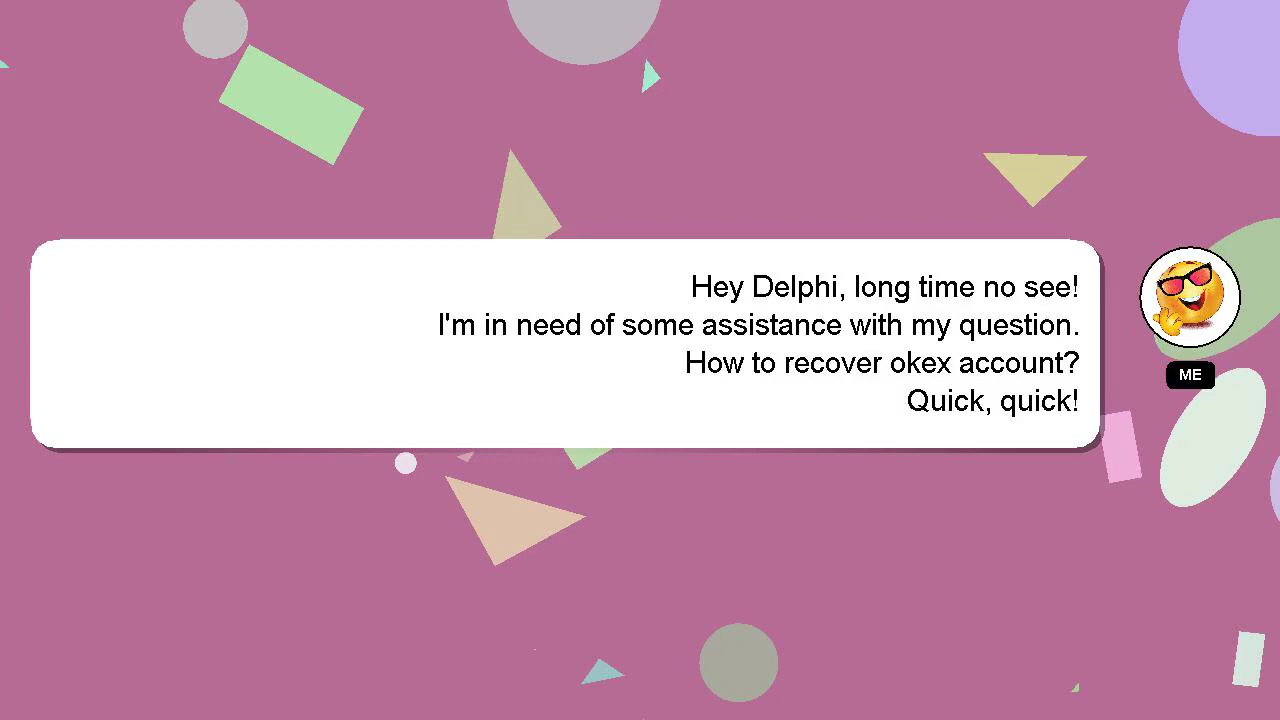 Hey Delphi, long time no see!
I'm in need of some assistance with my question.
How to recover okex account?
Quick, quick!
ME